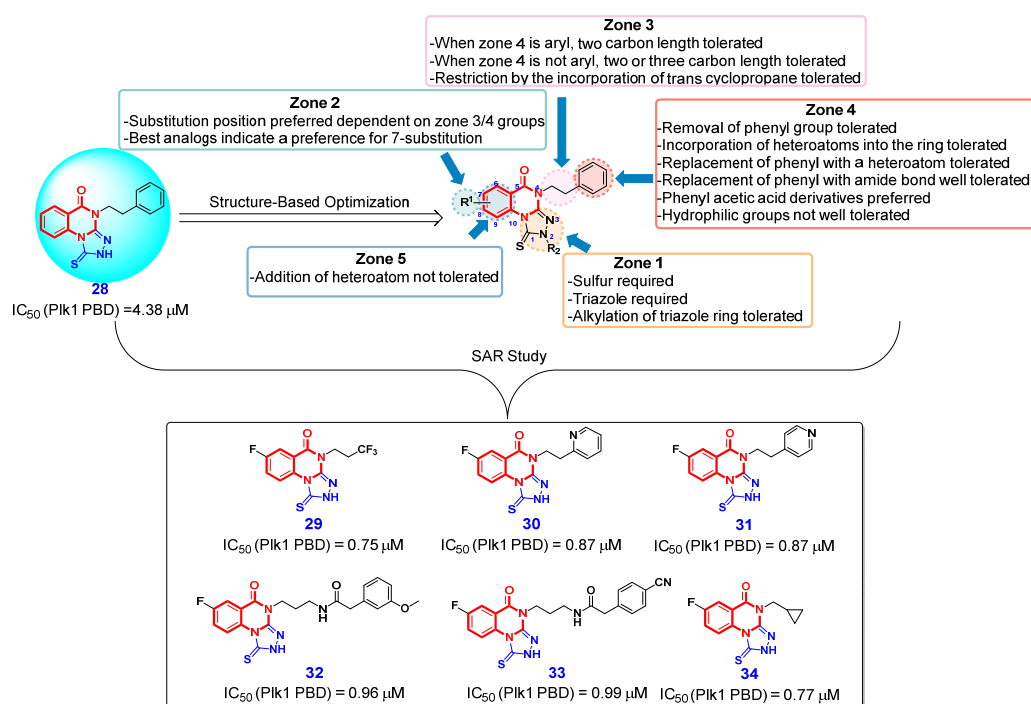 Zone 3
-When zone 4 is aryl, two carbon length tolerated
-When zone 4 is not aryl, two or three carbon length tolerated
-Restriction by the incorporation of trans cyclopropane tolerated
Zone 2
-Substitution position preferred dependent on zone 3/4 groups
-Best analogs indicate a preference for 7-substitution
Zone 4
-Removal of phenyl group tolerated
-Incorporation of heteroatoms into the ring tolerated
-Replacement of phenyl with a heteroatom tolerated
-Replacement of phenyl with amide bond well tolerated
-Phenyl acetic acid derivatives preferred
-Hydrophilic groups not well tolerated
O
N
N
N
S
NH
28
IC50 (Plk1 PBD) =4.38 µM
Structure-Based Optimization
O
6
5
4
7
R1
N
8
9
10
N
N
3
S
1
N
2
R2
Zone 5
-Addition of heteroatom not tolerated
Zone 1
-Sulfur required
-Triazole required
-Alkylation of triazole ring tolerated
SAR Study
O
F
N
CF3
N
N
S
NH
29
IC50 (Plk1 PBD) = 0.75 µM
O
F
N
N
N
N
S
NH
30
IC50 (Plk1 PBD) = 0.87 µM
O
F
N
N
N
N
S
NH
31
IC50 (Plk1 PBD) = 0.87 µM
O
F
N
N
H
O
O
N
N
S
NH
32
IC50 (Plk1 PBD) = 0.96 µM
O
F
N
N
H
O
CN
N
N
S
NH
33
IC50 (Plk1 PBD) = 0.99 µM
O
F
N
N
N
S
NH
34
IC50 (Plk1 PBD) = 0.77 µM